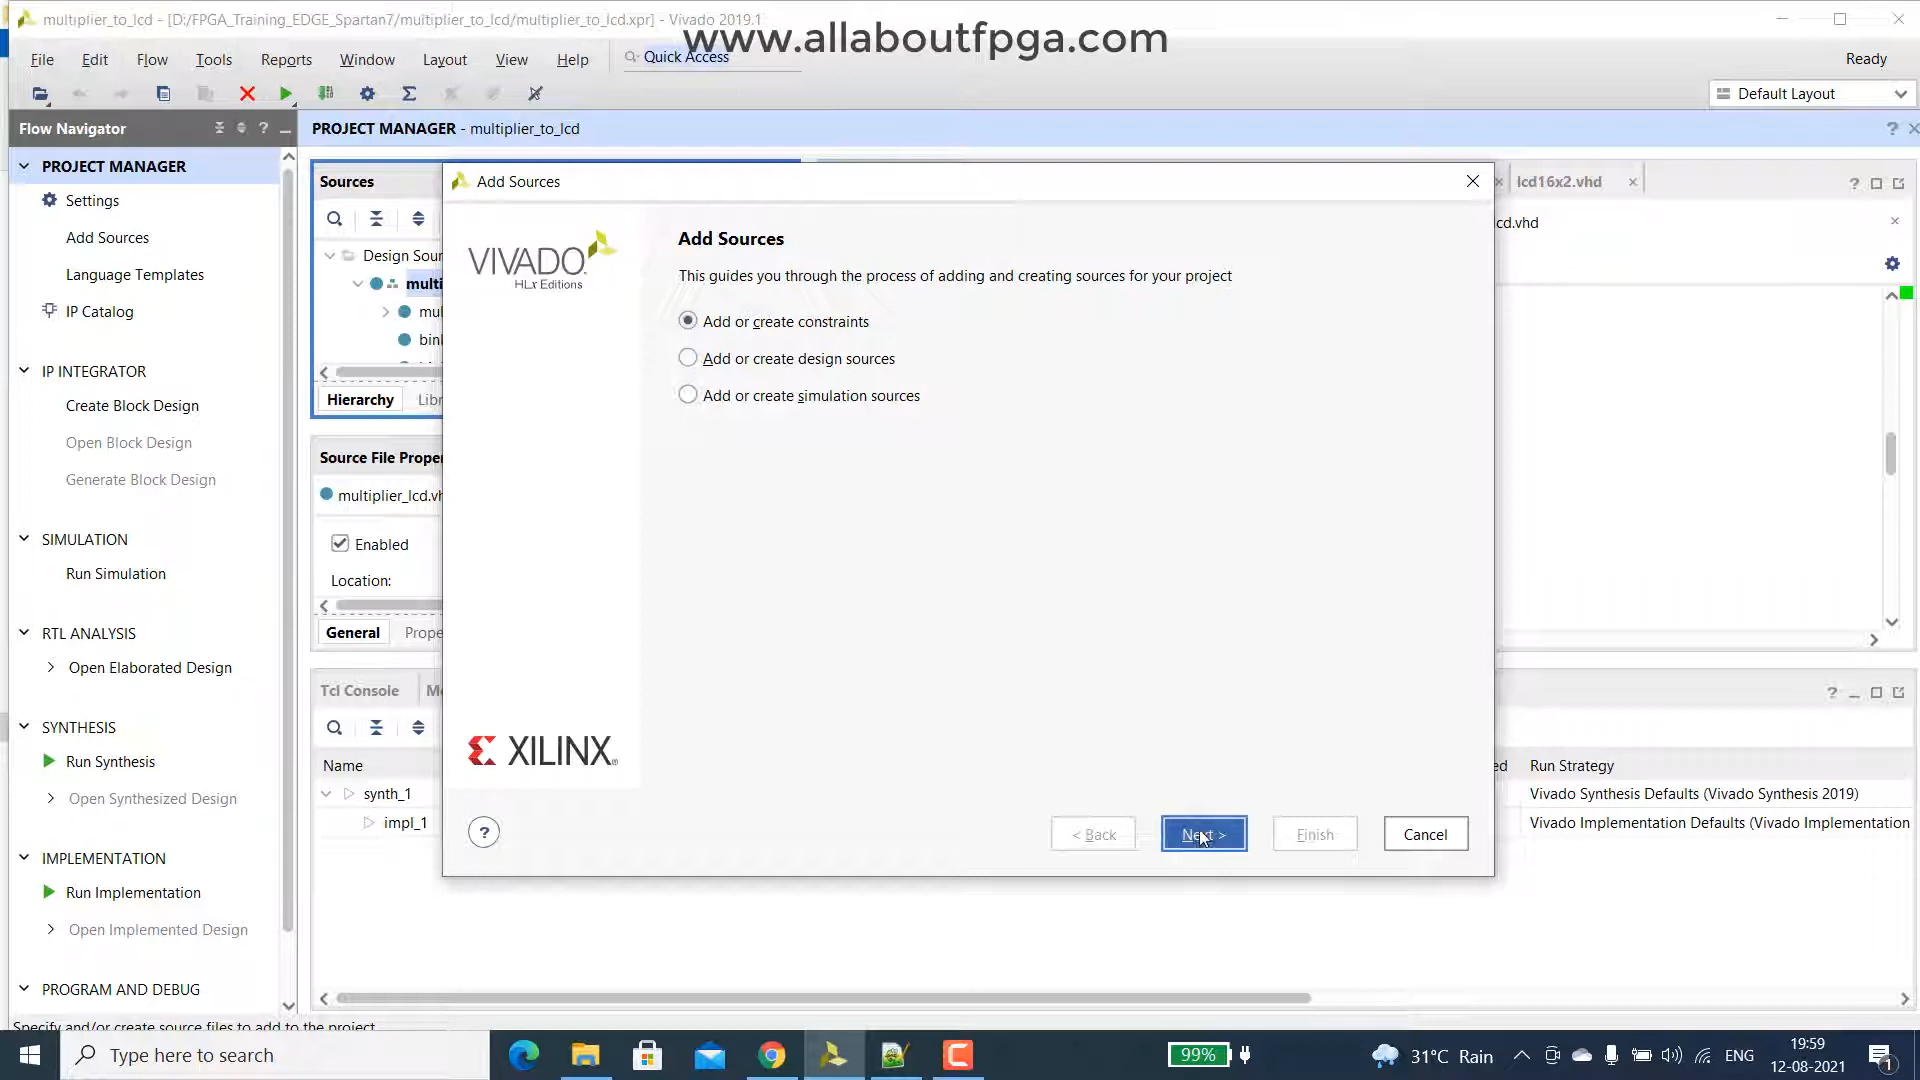 multiplier_to_lcd - [D:/FPGA_Training_EDGE_Spartan7/multiplier_to_lcd/multiplier_to_lcd.xpr] - Vivado 2019.1
www.allaboutfpga.com
File Edit Flow Tools Reports Window Layout View Help Quick Access Ready
Default Layout
Flow Navigator
PROJECT MANAGER - multiplier_to_lcd
PROJECT MANAGER
Settings
Add Sources
Language Templates
IP Catalog
IP INTEGRATOR
Create Block Design
Open Block Design
Generate Block Design
SIMULATION
Run Simulation
RTL ANALYSIS
Open Elaborated Design
SYNTHESIS
Run Synthesis
Open Synthesized Design
IMPLEMENTATION
Run Implementation
Open Implemented Design
PROGRAM AND DEBUG
Specify and/or create source files to add to the project
Sources
Design Sour
multi
mu
Hierarchy Libr
Source File Proper
multiplier_lcd.vh
Enabled
Location:
General Prope
Tcl Console
Name
synth_1
impl_1
lcd16x2.vhd
cd.vhd
ed Run Strategy
Vivado Synthesis Defaults (Vivado Synthesis 2019)
Vivado Implementation Defaults (Vivado Implementation
Add Sources
VIVADO.
HLx Editions
Add Sources
This guides you through the process of adding and creating sources for your project
Add or create constraints
Add or create design sources
Add or create simulation sources
XILINX
?
< Back Next > Finish Cancel
Type here to search
99%
31°C Rain
ENG
19:59
12-08-2021
1